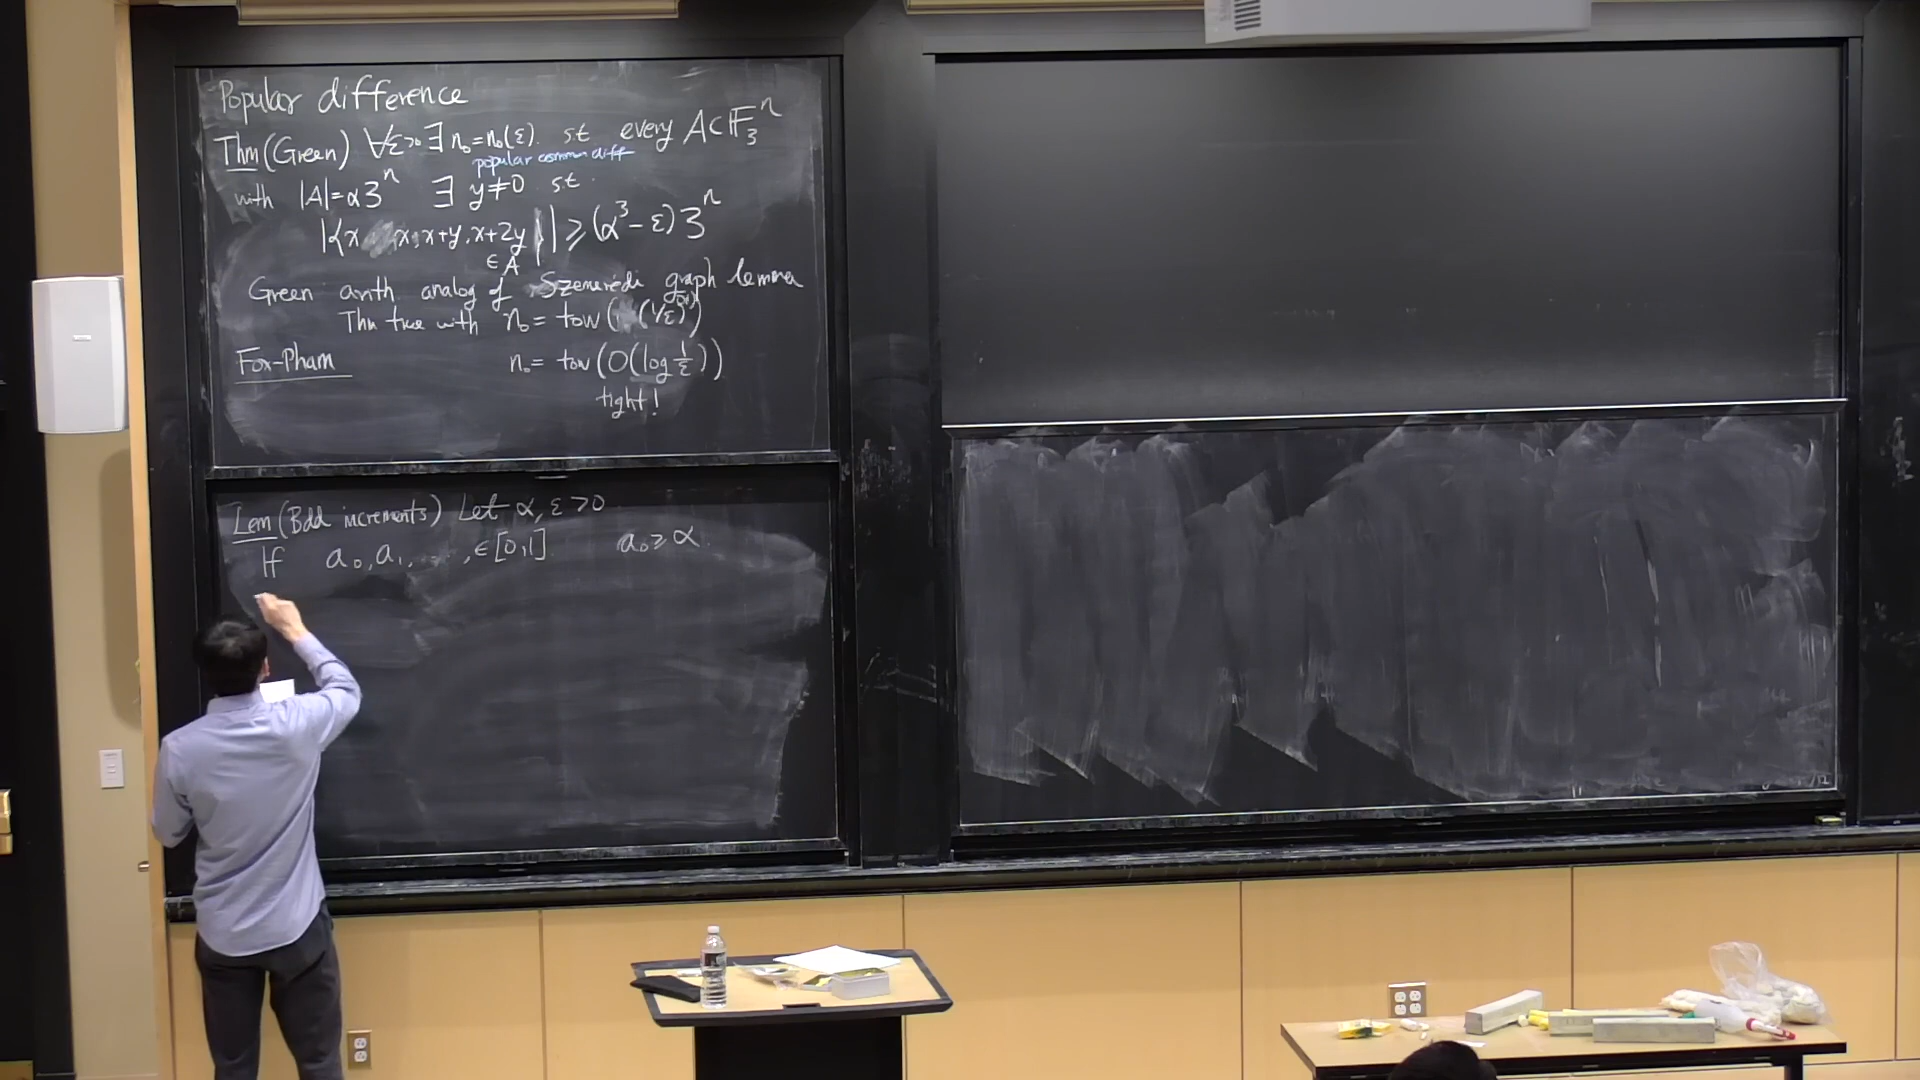 Popular difference
Thm (Green) ∀ε>0 ∃ n₀=n₀(ε). st every A⊂𝔽₃ⁿ
popular common diff
with |A|=α3ⁿ ∃ y≠0 st.
|{x : x, x+y, x+2y ∈A}| ≥ (α³-ε)3ⁿ
Green arith analog of Szemerédi graph lemma
Thm true with n₀ = tow((1/ε)^{O(1)})
Fox-Pham n₀ = tow(O(log 1/ε))
tight!
Lem (Bdd increments) Let α, ε >0
If a₀, a₁, ..., ∈[0,1] a₀≥α